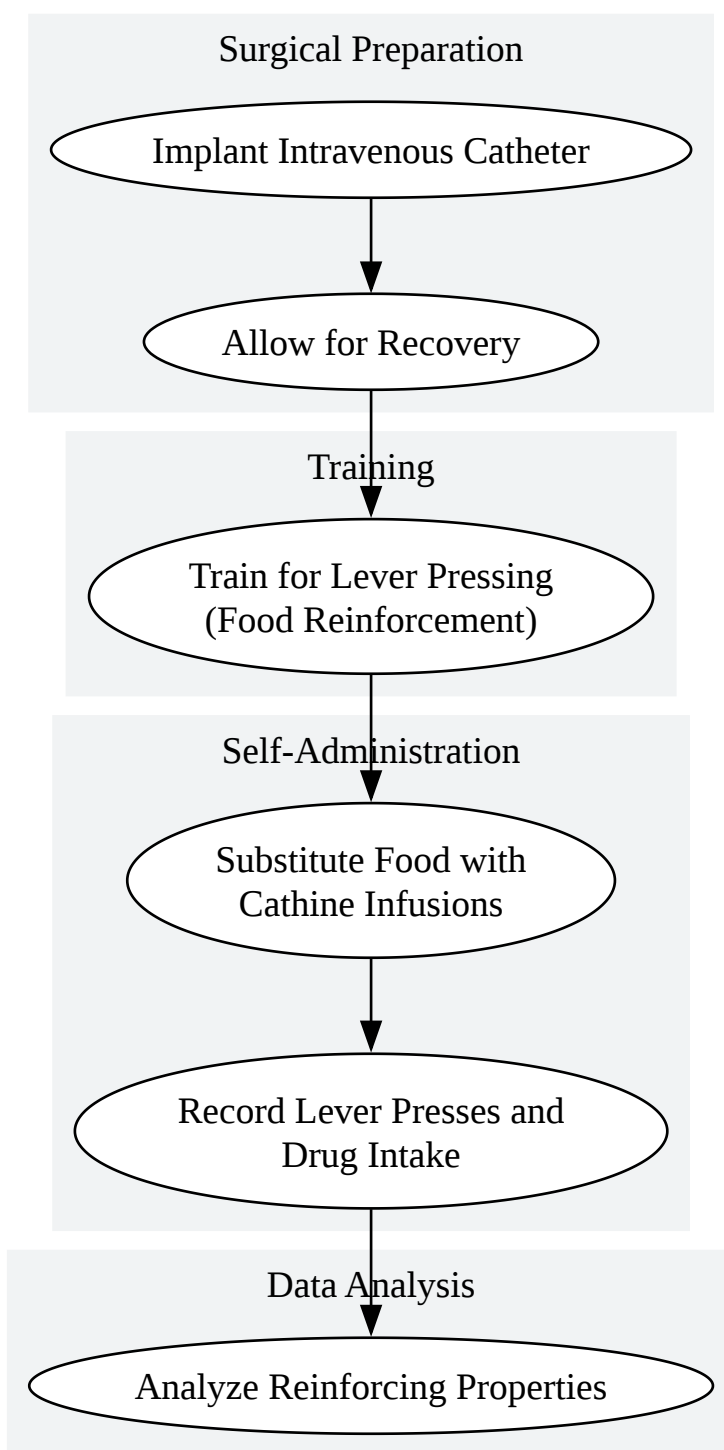 Surgical Preparation
Implant Intravenous Catheter
Allow for Recovery
Training
Train for Lever Pressing
(Food Reinforcement)
Self-Administration
Substitute Food with
Cathine Infusions
Record Lever Presses and
Drug Intake
Data Analysis
Analyze Reinforcing Properties